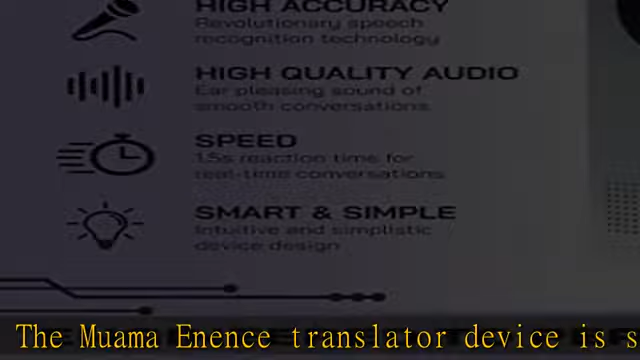 HIGH ACCURACY
Revolutionary speech
recognition technology
HIGH QUALITY AUDIO
Ear pleasing sound of
smooth conversations
SPEED
1.5s reaction time for
real-time conversations
SMART & SIMPLE
Intuitive and simplistic
device design
The Muama Enence translator device is s